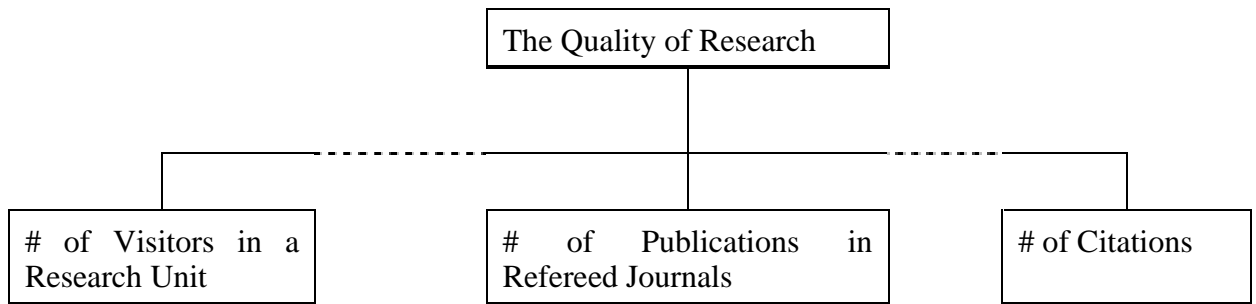 The Quality of Research
# of Visitors in a
Research Unit
# of Publications in
Refereed Journals
# of Citations